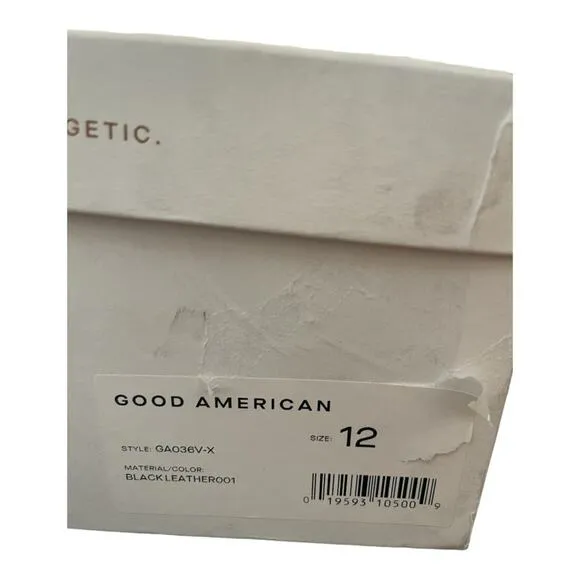 GETIC.
GOOD AMERICAN
SIZE: 12
STYLE: GA036V-X
MATERIAL/COLOR:
BLACK LEATHER001
0 19593 10500 9